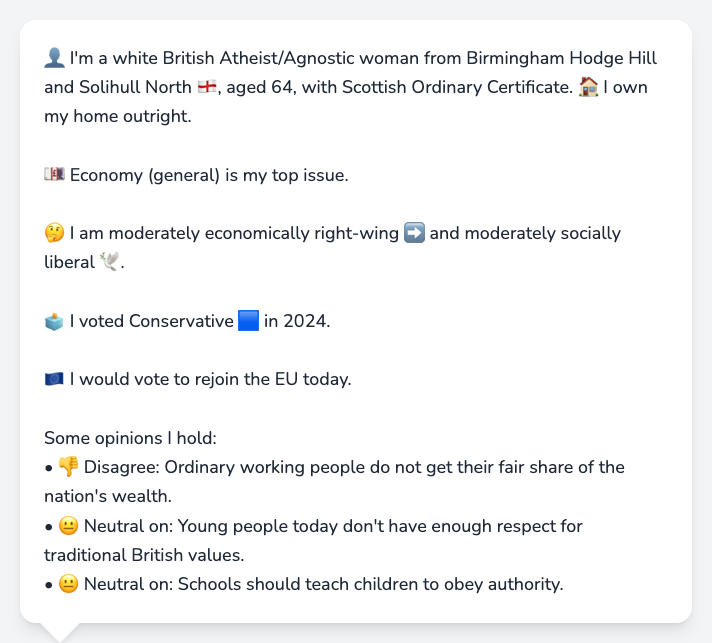 👤 I'm a white British Atheist/Agnostic woman from Birmingham Hodge Hill
and Solihull North 🏴󠁧󠁢󠁥󠁮󠁧󠁿, aged 64, with Scottish Ordinary Certificate. 🏠 I own
my home outright.
💷 Economy (general) is my top issue.
🤔 I am moderately economically right-wing ➡️ and moderately socially
liberal 🕊️.
🗳️ I voted Conservative 🟦 in 2024.
🇪🇺 I would vote to rejoin the EU today.
Some opinions I hold:
• 👎 Disagree: Ordinary working people do not get their fair share of the
nation's wealth.
• 😐 Neutral on: Young people today don't have enough respect for
traditional British values.
• 😐 Neutral on: Schools should teach children to obey authority.